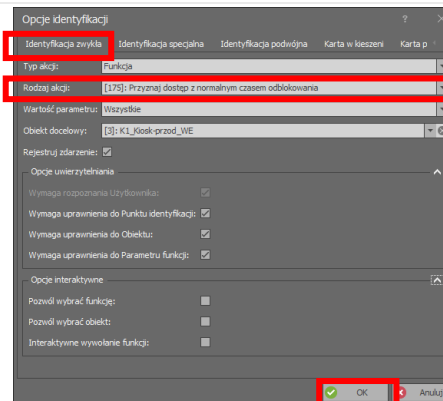 Opcje identyfikacji
Identyfikacja zwykła Identyfikacja specjalna Identyfikacja podwójna Karta w kieszeni Karta p
Typ akcji: Funkcja
Rodzaj akcji: [175]: Przyznaj dostęp z normalnym czasem odblokowania
Wartość parametru: Wszystkie
Obiekt docelowy: [3]: K1_Kiosk-przod_WE
Rejestruj zdarzenie:
Opcje uwierzytelniania
Wymaga rozpoznania Użytkownika:
Wymaga uprawnienia do Punktu identyfikacji:
Wymaga uprawnienia do Obiektu:
Wymaga uprawnienia do Parametru funkcji:
Opcje interaktywne
Pozwól wybrać funkcję:
Pozwól wybrać obiekt:
Interaktywne wywołanie funkcji:
OK Anuluj